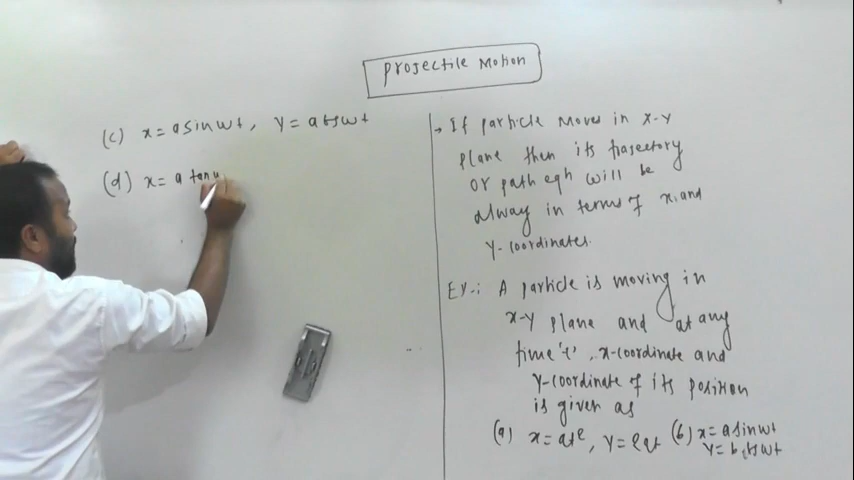 Projectile Motion
(c) x = a sin ωt, y = a cos ωt
(d) x = a tan ω
→ If particle moves in x-y
plane then its trajectory
or path eqn will be
alway in terms of x and
y-coordinates.
Ex.: A particle is moving in
x-y plane and at any
time 't', x-coordinate and
y-coordinate of its position
is given as
(a) x = at², y = 2at (b) x = a sin ωt
y = b cos ωt